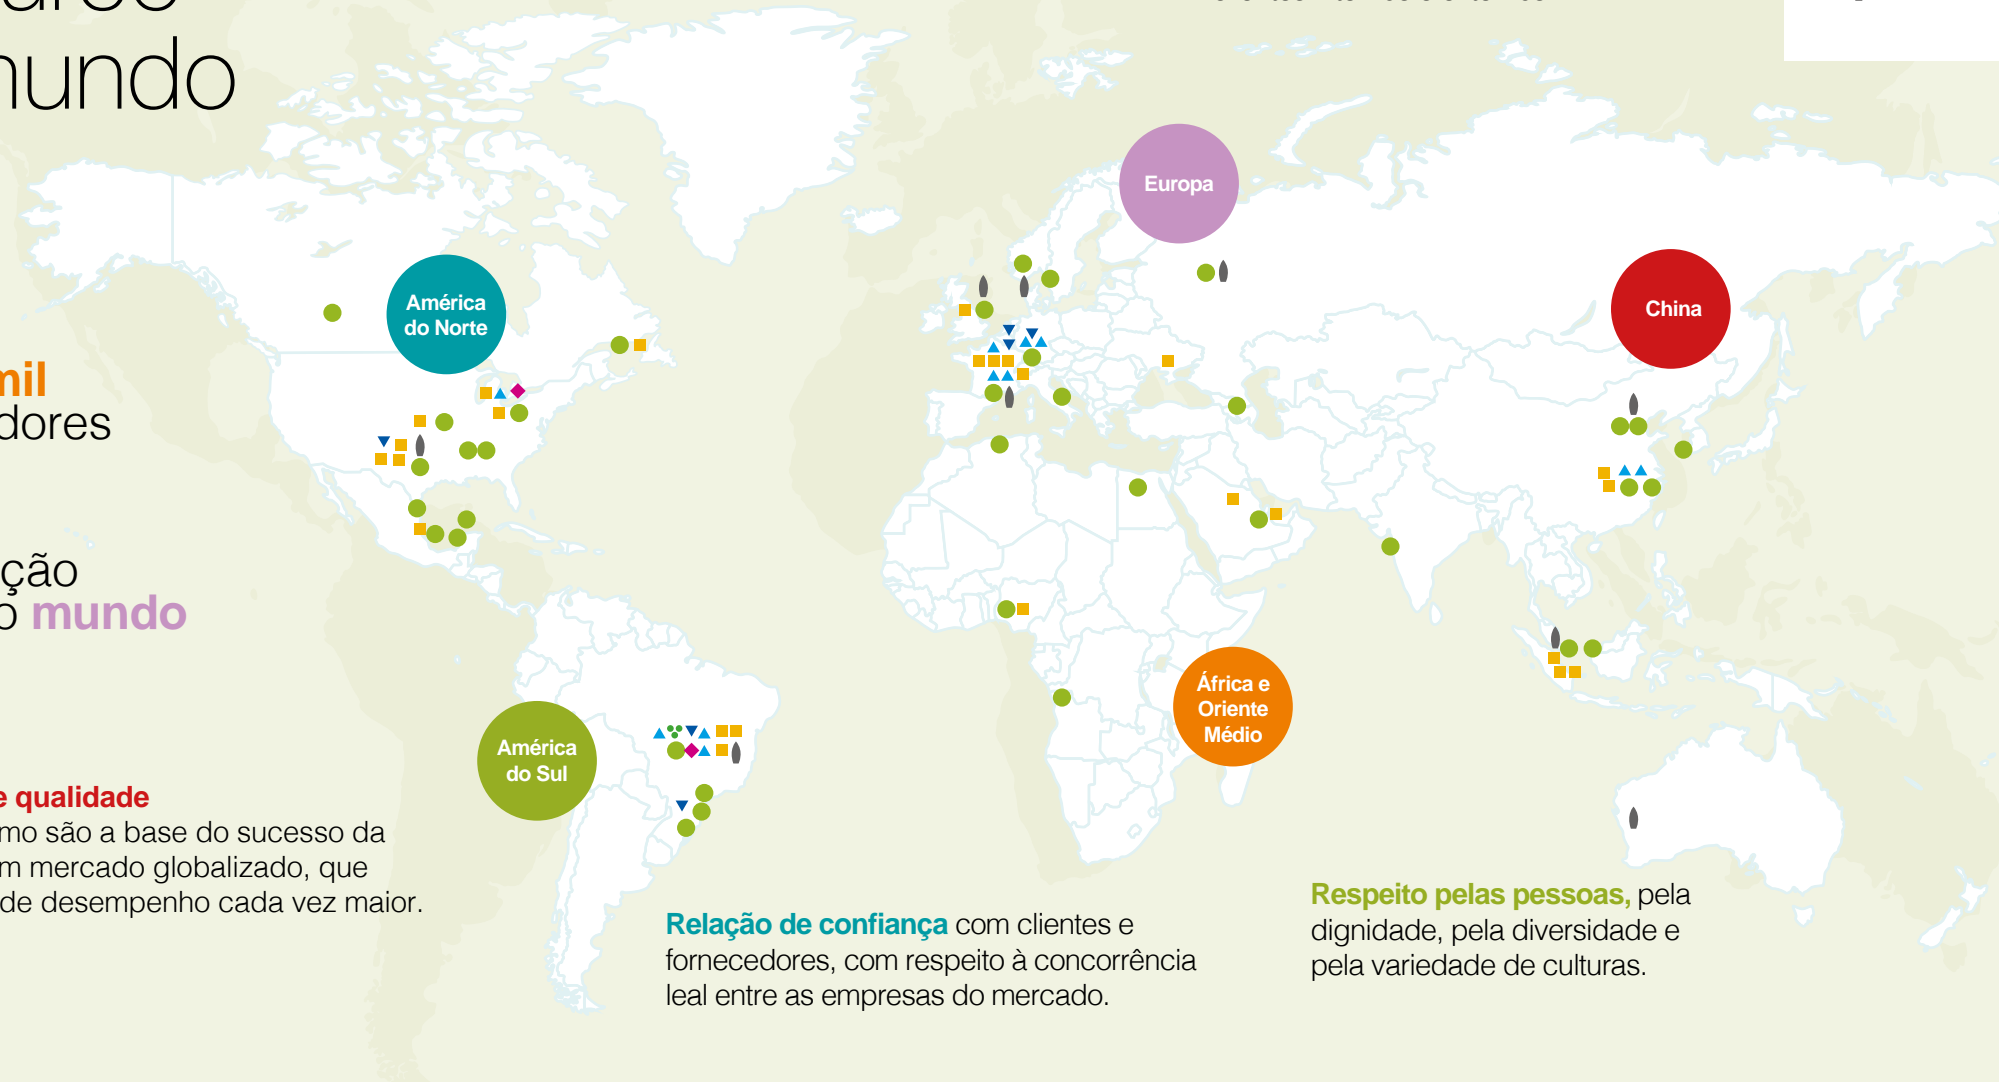 mundo
mil
dores
ção
o mundo
América
do Norte
Europa
China
América
do Sul
África e
Oriente
Médio
e qualidade
mo são a base do sucesso da
m mercado globalizado, que
de desempenho cada vez maior.
Relação de confiança com clientes e
fornecedores, com respeito à concorrência
leal entre as empresas do mercado.
Respeito pelas pessoas, pela
dignidade, pela diversidade e
pela variedade de culturas.